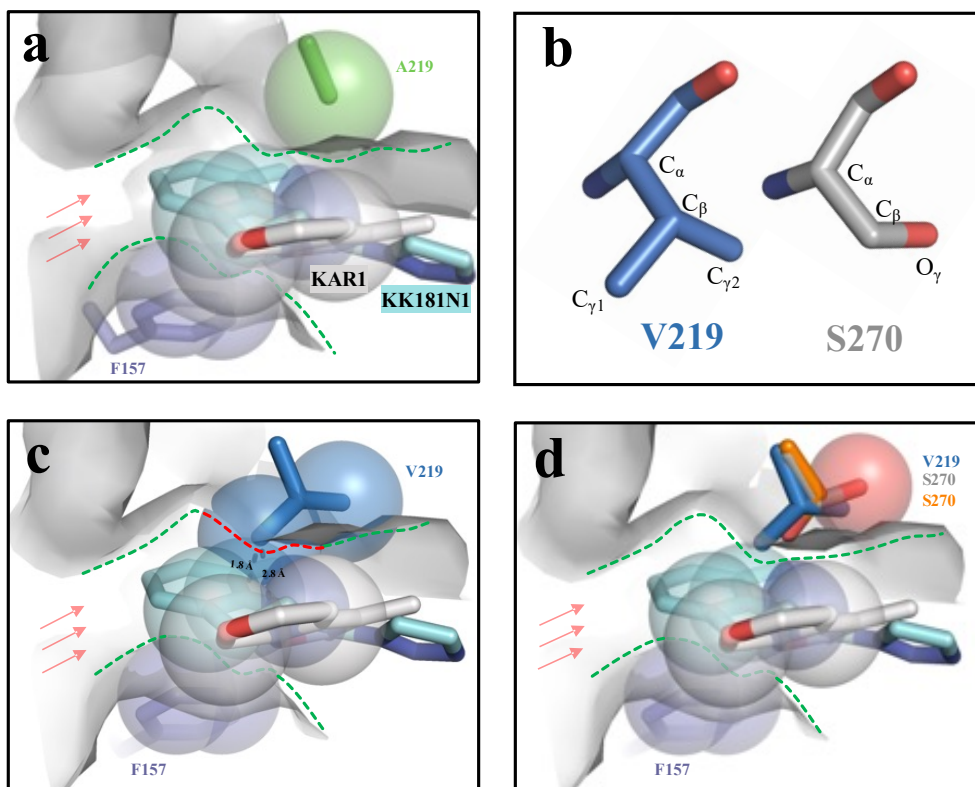 a
A219
KAR1
KK181N1
F157
b
Cα
Cα
Cβ
Cβ
Cγ1
Cγ2
Oγ
V219
S270
c
V219
1.8 Å
2.8 Å
F157
d
V219
S270
S270
F157